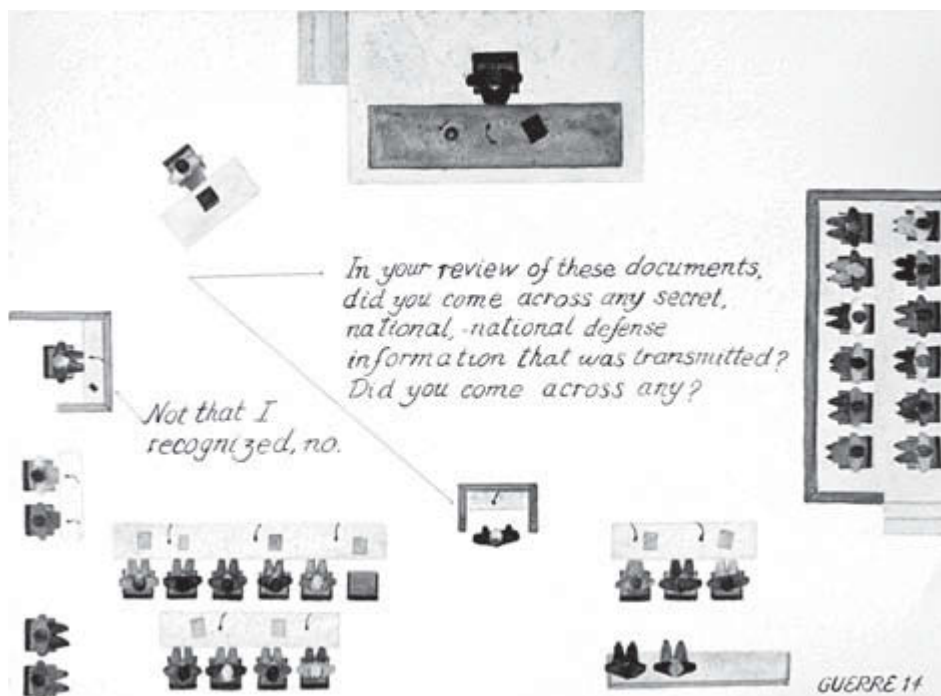 In your review of these documents,
did you come across any secret,
national, national defense
information that was transmitted?
Did you come across any?
Not that I
recognized, no.
GUERRE 14